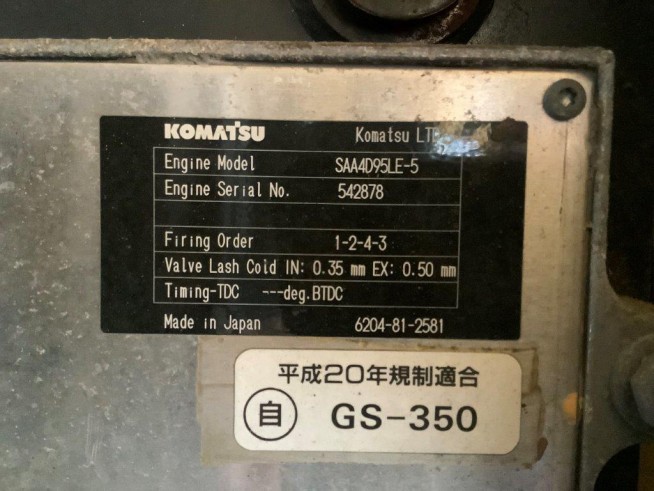 KOMATSU Komatsu LTD
Engine Model SAA4D95LE-5
Engine Serial No. 542878
Firing Order 1-2-4-3
Valve Lash Cold IN: 0.35 mm EX: 0.50 mm
Timing-TDC ---deg.BTDC
Made in Japan 6204-81-2581
平成20年規制適合
自 GS-350